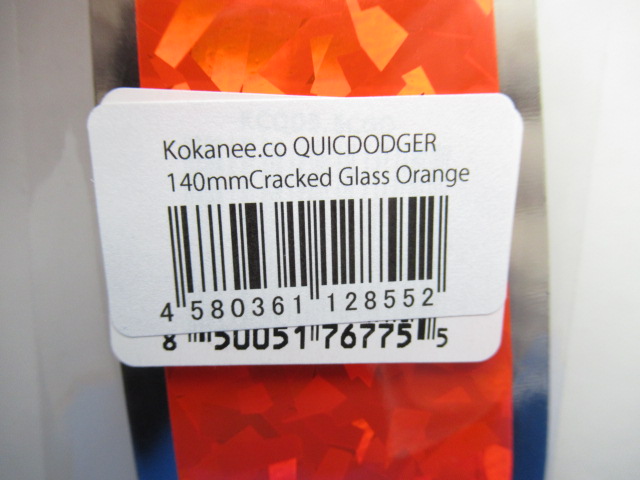 Kokanee.co QUICDODGER
140mmCracked Glass Orange
4 580361 128552
8 50051 76775 5